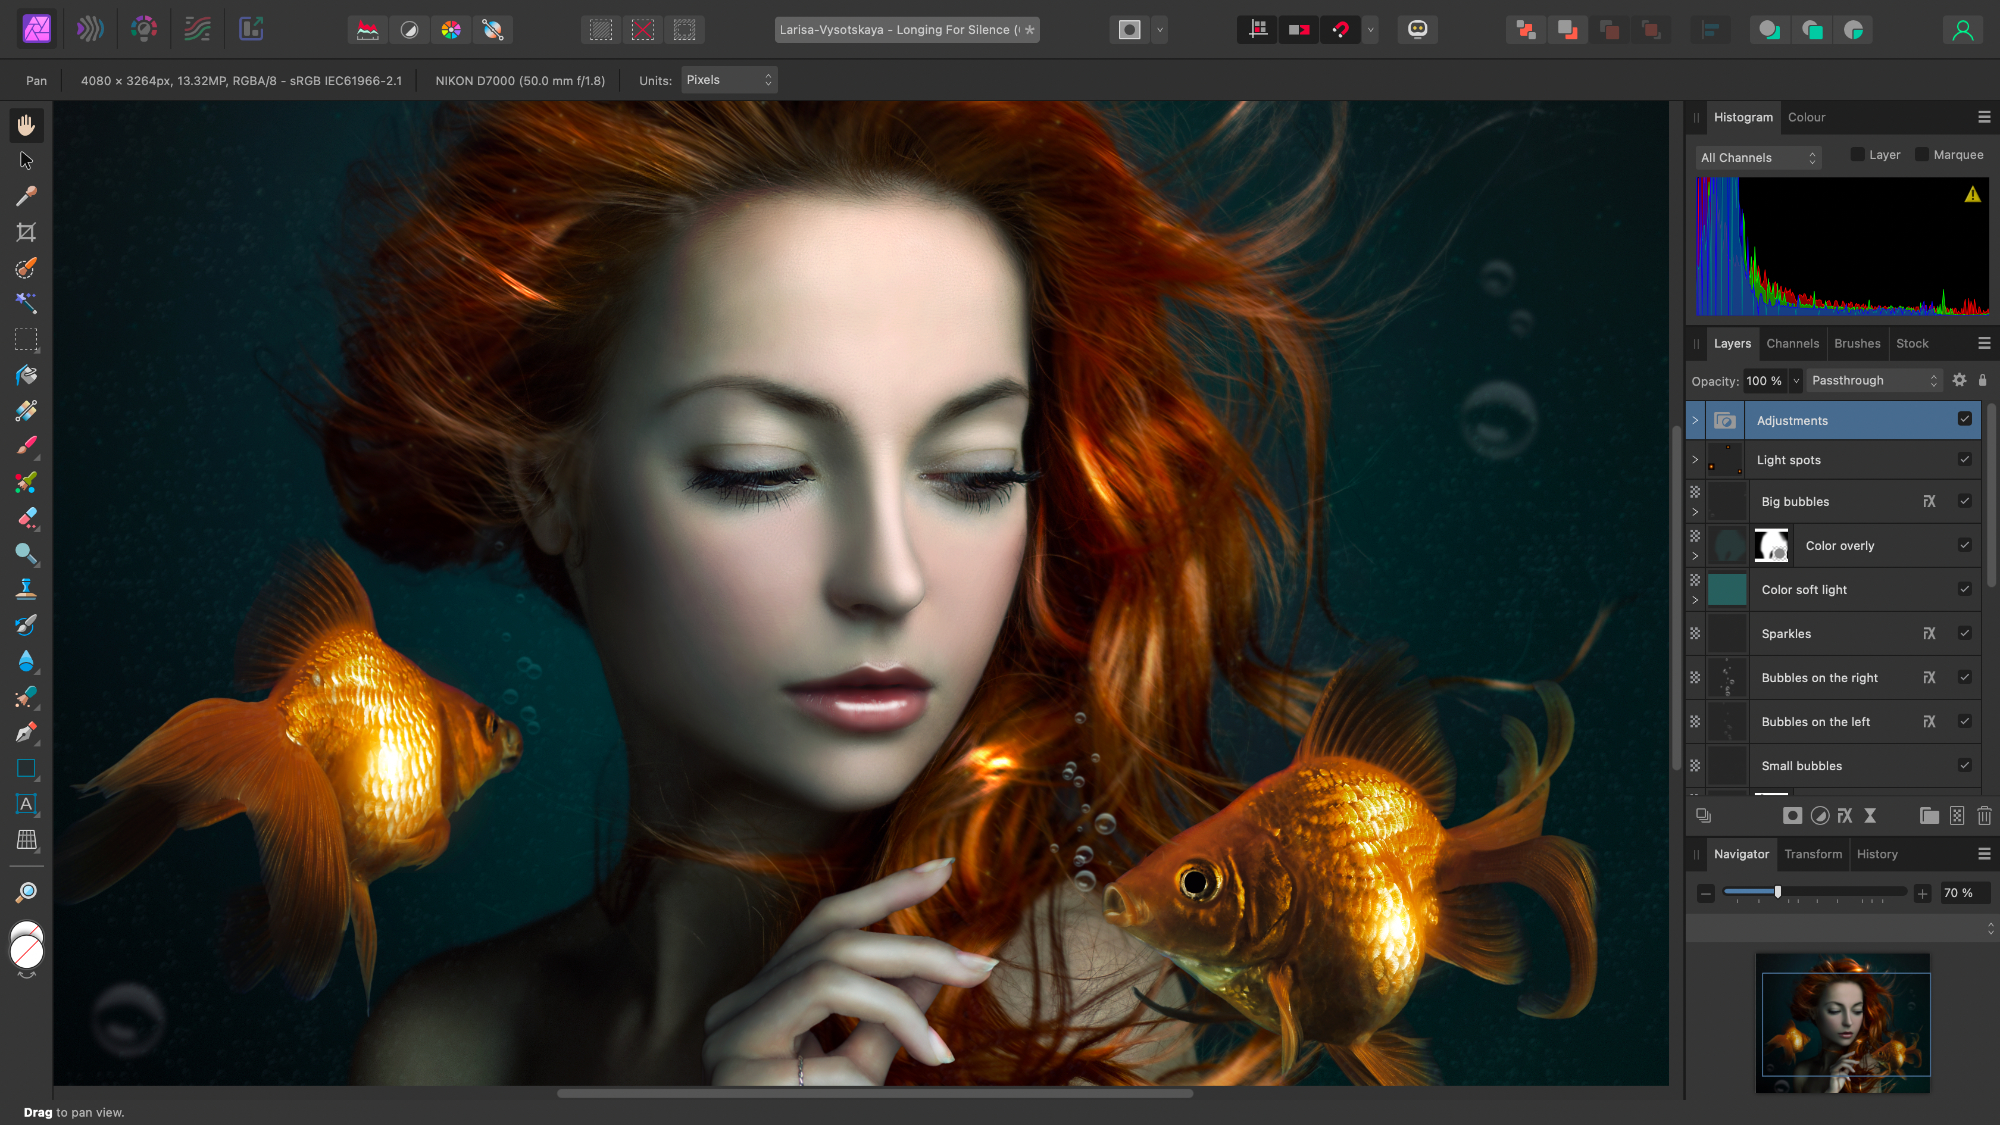 Larisa-Vysotskaya - Longing For Silence (
Pan
4080 × 3264px, 13.32MP, RGBA/8 - sRGB IEC61966-2.1
NIKON D7000 (50.0 mm f/1.8)
Units:
Pixels
Histogram
Colour
All Channels
Layer
Marquee
Layers
Channels
Brushes
Stock
Opacity:
100 %
Passthrough
Adjustments
Light spots
Big bubbles
Color overly
Color soft light
Sparkles
Bubbles on the right
Bubbles on the left
Small bubbles
A
Navigator
Transform
History
70 %
Drag to pan view.